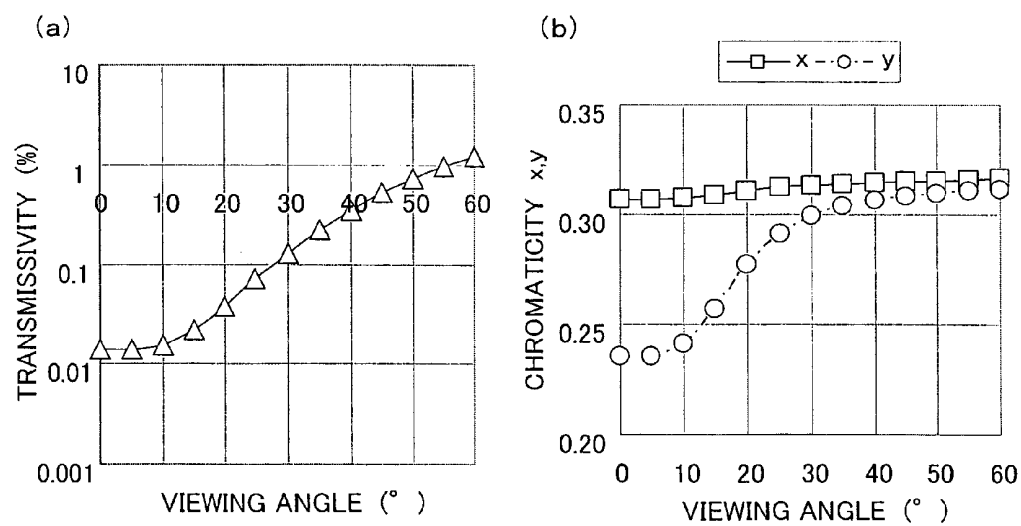 (a)
10
1
0 10 20 30 40 50 60
0.1
0.01
0.001
TRANSMISSIVITY (%)
VIEWING ANGLE (°)
(b)
x y
0.35
0.30
0.25
0.20
CHROMATICITY x,y
0 10 20 30 40 50 60
VIEWING ANGLE (°)